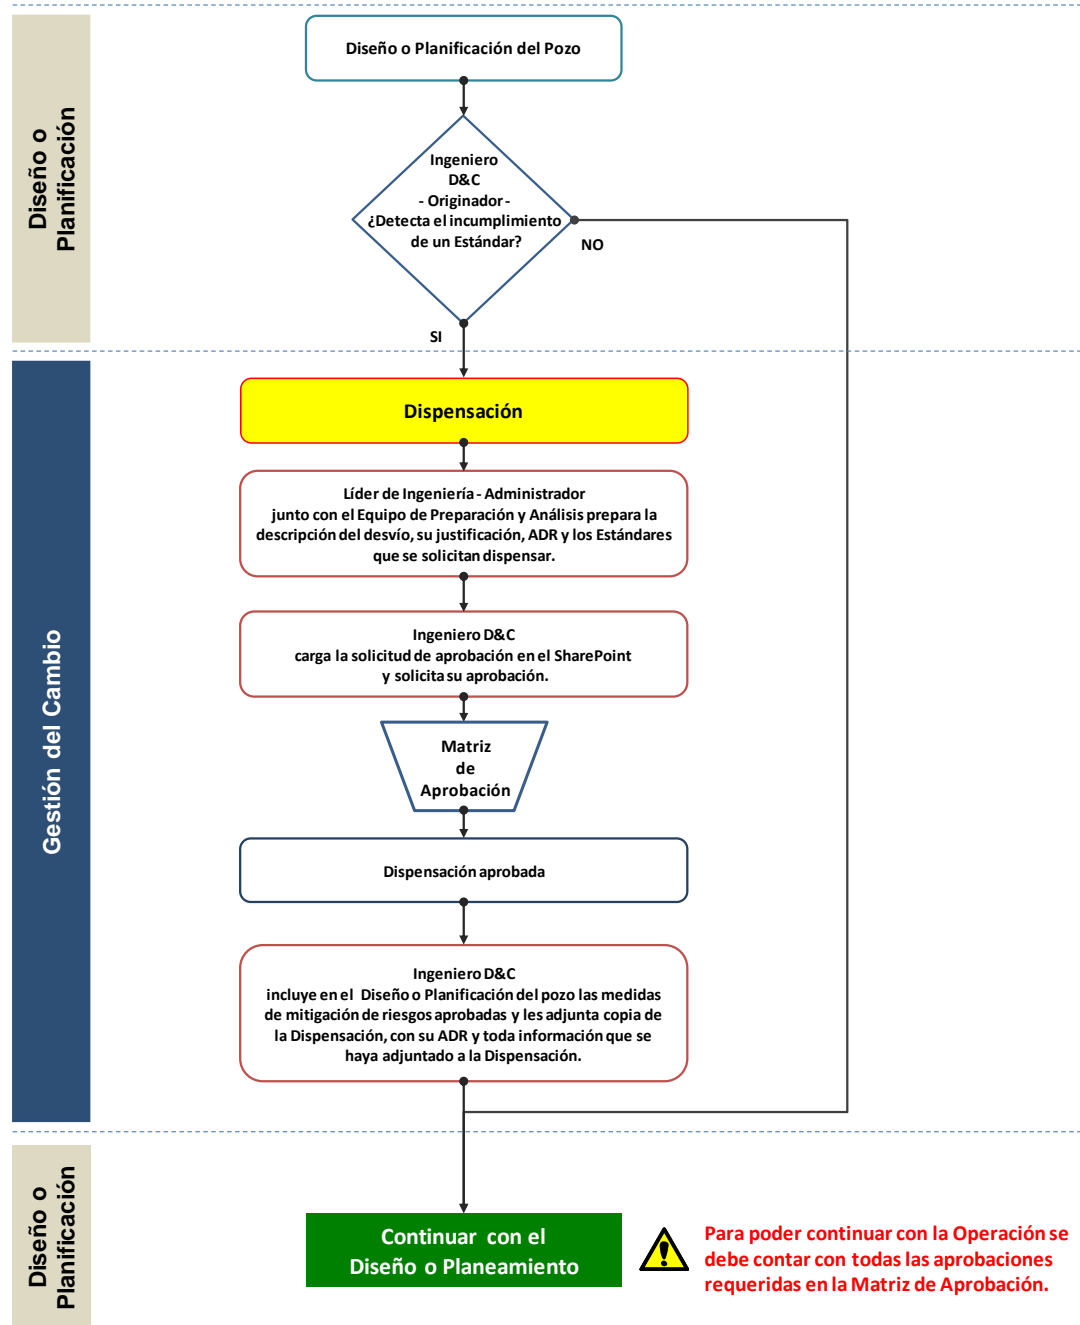 Diseño o
Planificación
Diseño o Planificación del Pozo
Ingeniero
D&C
- Originador -
¿Detecta el incumplimiento
de un Estándar?
NO
SI
Gestión del Cambio
Dispensación
Líder de Ingeniería - Administrador
junto con el Equipo de Preparación y Análisis prepara la
descripción del desvío, su justificación, ADR y los Estándares
que se solicitan dispensar.
Ingeniero D&C
carga la solicitud de aprobación en el SharePoint
y solicita su aprobación.
Matriz
de
Aprobación
Dispensación aprobada
Ingeniero D&C
incluye en el Diseño o Planificación del pozo las medidas
de mitigación de riesgos aprobadas y les adjunta copia de
la Dispensación, con su ADR y toda información que se
haya adjuntado a la Dispensación.
Diseño o
Planificación
Continuar con el
Diseño o Planeamiento
Para poder continuar con la Operación se
debe contar con todas las aprobaciones
requeridas en la Matriz de Aprobación.